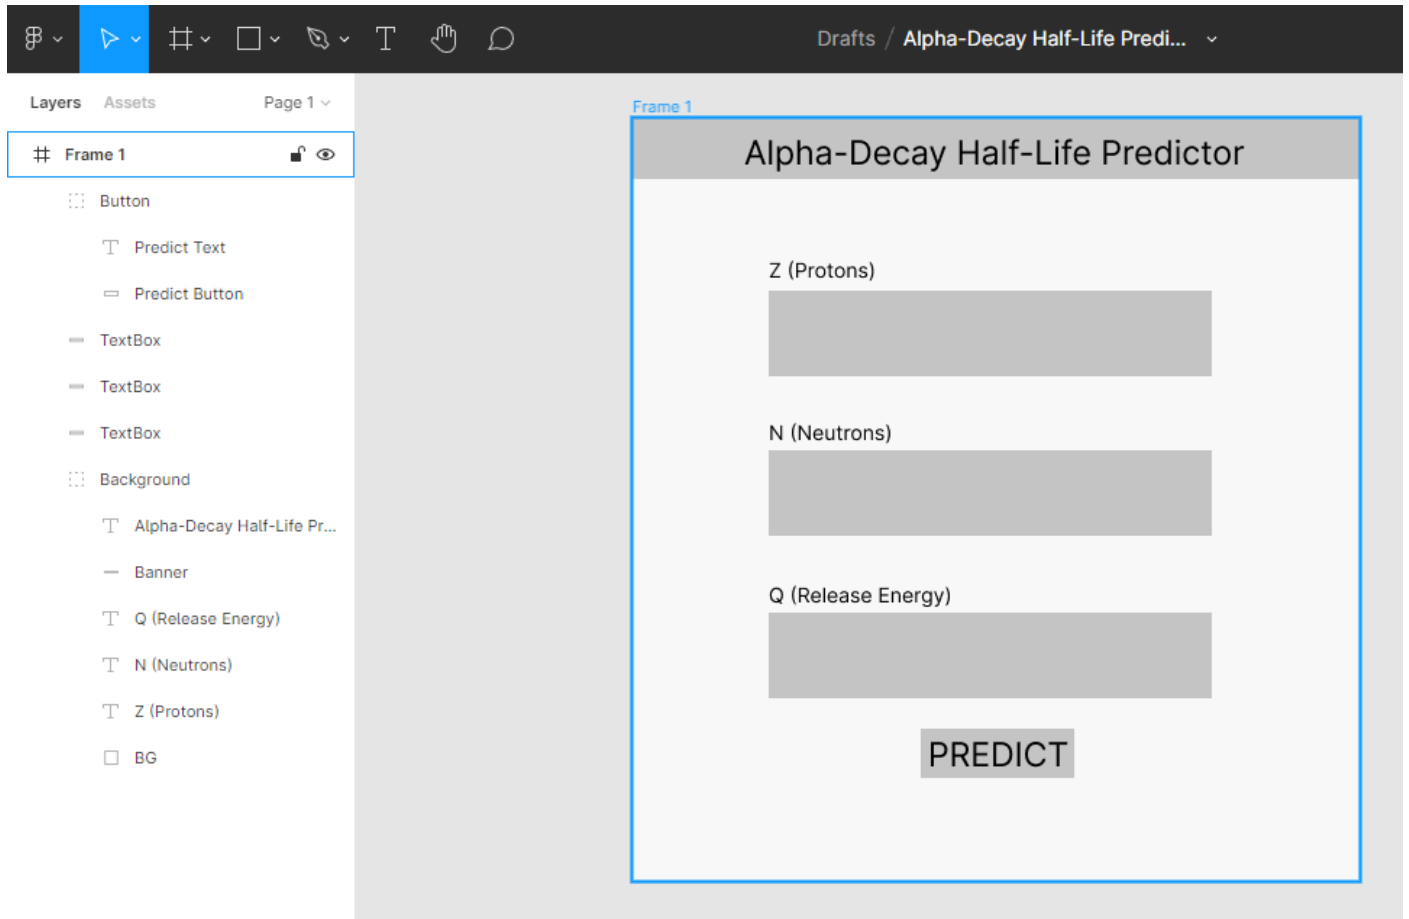 Drafts / Alpha-Decay Half-Life Predi...
Layers Assets Page 1
Frame 1
Button
Predict Text
Predict Button
TextBox
TextBox
TextBox
Background
Alpha-Decay Half-Life Pr...
Banner
Q (Release Energy)
N (Neutrons)
Z (Protons)
BG
Frame 1
Alpha-Decay Half-Life Predictor
Z (Protons)
N (Neutrons)
Q (Release Energy)
PREDICT